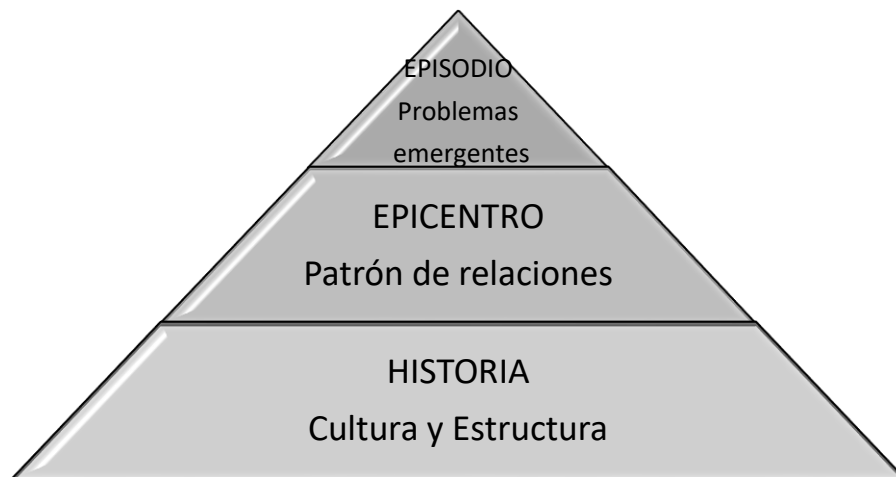 EPISODIO
Problemas
emergentes
EPICENTRO
Patrón de relaciones
HISTORIA
Cultura y Estructura